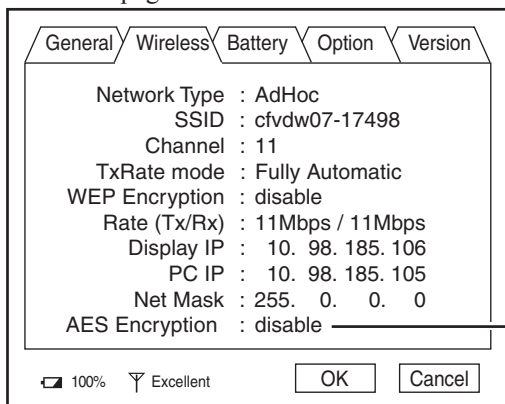 General Wireless Battery Option Version
Network Type : AdHoc
SSID : cfvdw07-17498
Channel : 11
TxRate mode : Fully Automatic
WEP Encryption : disable
Rate (Tx/Rx) : 11Mbps / 11Mbps
Display IP : 10. 98. 185. 106
PC IP : 10. 98. 185. 105
Net Mask : 255. 0. 0. 0
AES Encryption : disable
100% Excellent OK Cancel